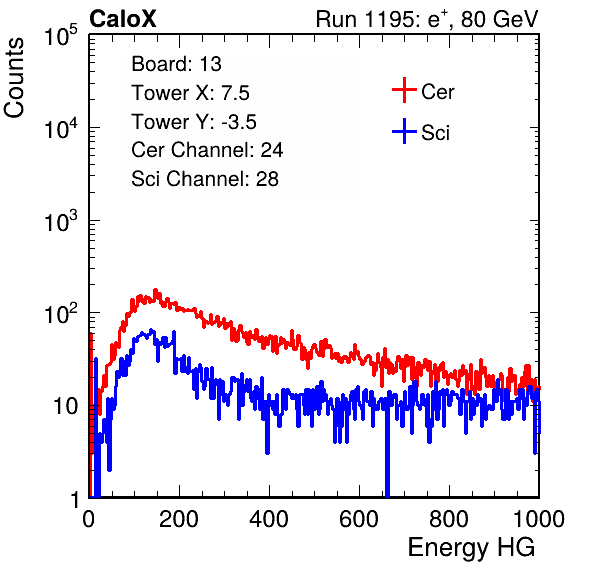 CaloX Run 1195: e⁺, 80 GeV
Counts
10⁵
10⁴
10³
10²
10
1
Board: 13
Tower X: 7.5
Tower Y: -3.5
Cer Channel: 24
Sci Channel: 28
Cer
Sci
0 200 400 600 800 1000
Energy HG